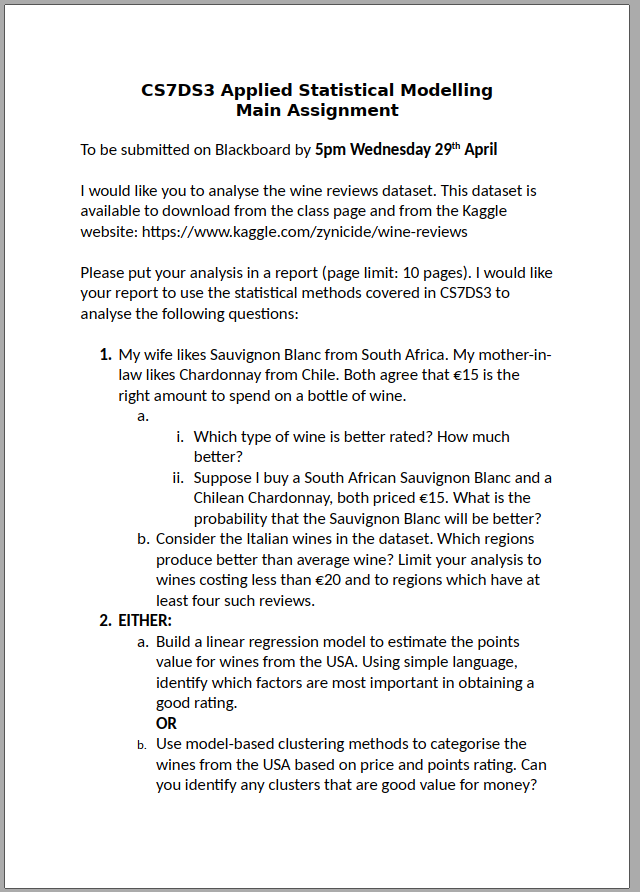 CS7DS3 Applied Statistical Modelling
Main Assignment
To be submitted on Blackboard by 5pm Wednesday 29th April
I would like you to analyse the wine reviews dataset. This dataset is
available to download from the class page and from the Kaggle
website: https://www.kaggle.com/zynicide/wine-reviews
Please put your analysis in a report (page limit: 10 pages). I would like
your report to use the statistical methods covered in CS7DS3 to
analyse the following questions:
1. My wife likes Sauvignon Blanc from South Africa. My mother-in-
law likes Chardonnay from Chile. Both agree that €15 is the
right amount to spend on a bottle of wine.
a.
i. Which type of wine is better rated? How much
better?
ii. Suppose I buy a South African Sauvignon Blanc and a
Chilean Chardonnay, both priced €15. What is the
probability that the Sauvignon Blanc will be better?
b. Consider the Italian wines in the dataset. Which regions
produce better than average wine? Limit your analysis to
wines costing less than €20 and to regions which have at
least four such reviews.
2. EITHER:
a. Build a linear regression model to estimate the points
value for wines from the USA. Using simple language,
identify which factors are most important in obtaining a
good rating.
OR
b. Use model-based clustering methods to categorise the
wines from the USA based on price and points rating. Can
you identify any clusters that are good value for money?